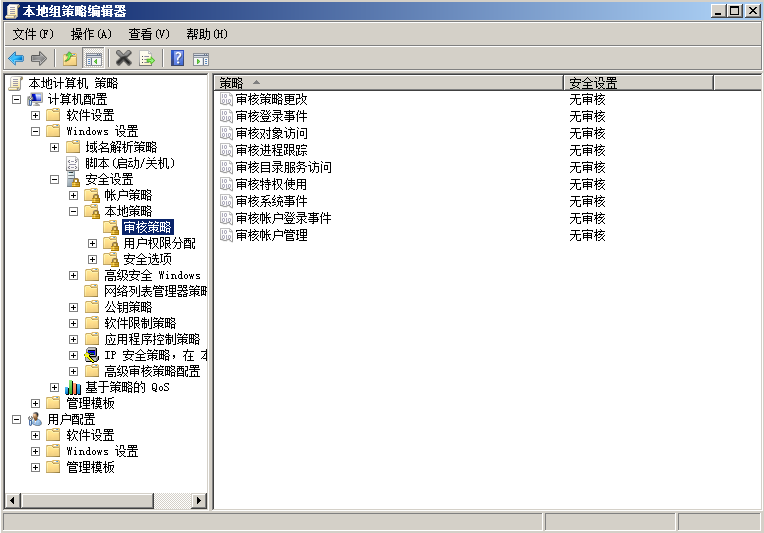 本地组策略编辑器
文件(F) 操作(A) 查看(V) 帮助(H)
本地计算机 策略
计算机配置
软件设置
Windows 设置
域名解析策略
脚本(启动/关机)
安全设置
帐户策略
本地策略
审核策略
用户权限分配
安全选项
高级安全 Windows
网络列表管理器策略
公钥策略
软件限制策略
应用程序控制策略
IP 安全策略，在 本
高级审核策略配置
基于策略的 QoS
管理模板
用户配置
软件设置
Windows 设置
管理模板
策略 安全设置
审核策略更改 无审核
审核登录事件 无审核
审核对象访问 无审核
审核进程跟踪 无审核
审核目录服务访问 无审核
审核特权使用 无审核
审核系统事件 无审核
审核帐户登录事件 无审核
审核帐户管理 无审核